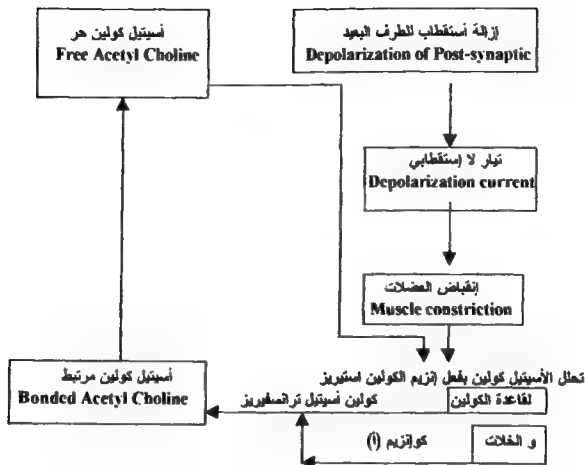 أسيتيل كولين حر
Free Acetyl Choline
إزالة أستقطاب للطرف البعيد
Depolarization of Post-synaptic
تيار لا إستقطابي
Depolarization current
إنقباض العضلات
Muscle constriction
تحلل الأسيتيل كولين بفعل إنزيم الكولين استيريز
أسيتيل كولين مرتبط
Bonded Acetyl Choline
لقاعدة الكولين
كولين أسيتيل ترانسفيريز
و الخلات
كوإنزيم (أ)